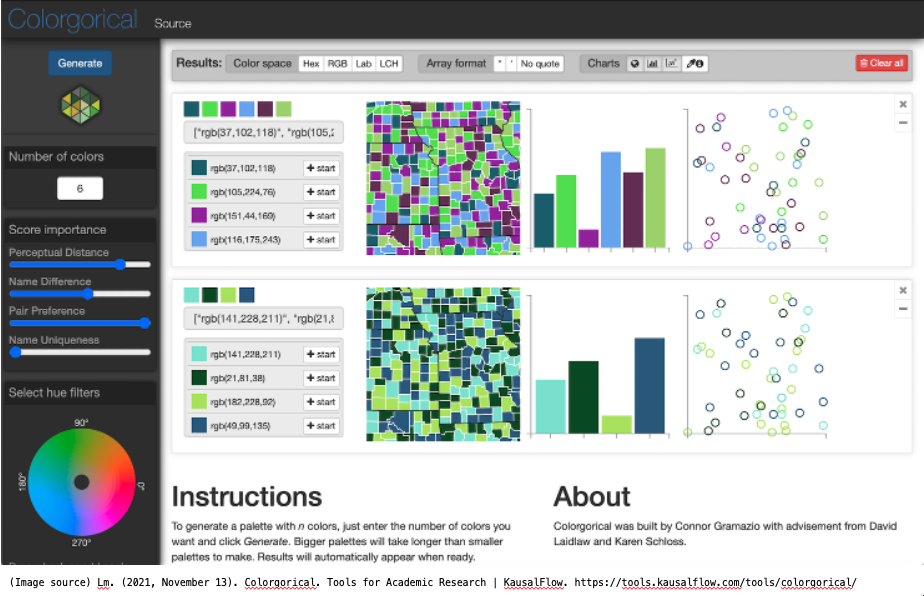 Colorgorical Source
Generate
Number of colors
6
Score importance
Perceptual Distance
Name Difference
Pair Preference
Name Uniqueness
Select hue filters
90°
180°
0°
270°
Results: Color space Hex RGB Lab LCH Array format " ' No quote Charts Clear all
["rgb(37,102,118)", "rgb(105,2
rgb(37,102,118) + start
rgb(105,224,76) + start
rgb(151,44,169) + start
rgb(116,175,243) + start
["rgb(141,228,211)", "rgb(21,8
rgb(141,228,211) + start
rgb(21,81,38) + start
rgb(182,228,92) + start
rgb(49,99,135) + start
Instructions
To generate a palette with n colors, just enter the number of colors you
want and click Generate. Bigger palettes will take longer than smaller
palettes to make. Results will automatically appear when ready.
About
Colorgorical was built by Connor Gramazio with advisement from David
Laidlaw and Karen Schloss.
(Image source) Lm. (2021, November 13). Colorgorical. Tools for Academic Research | KausalFlow. https://tools.kausalflow.com/tools/colorgorical/